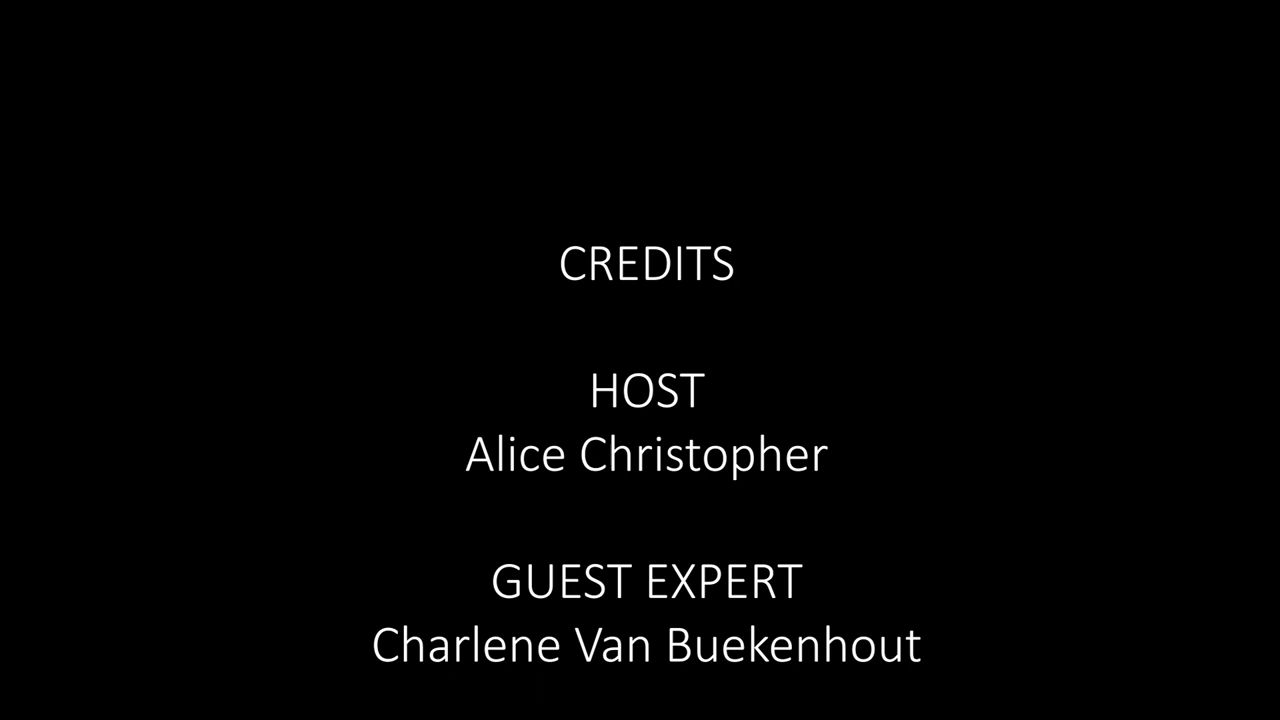 CREDITS
HOST
Alice Christopher
GUEST EXPERT
Charlene Van Buekenhout